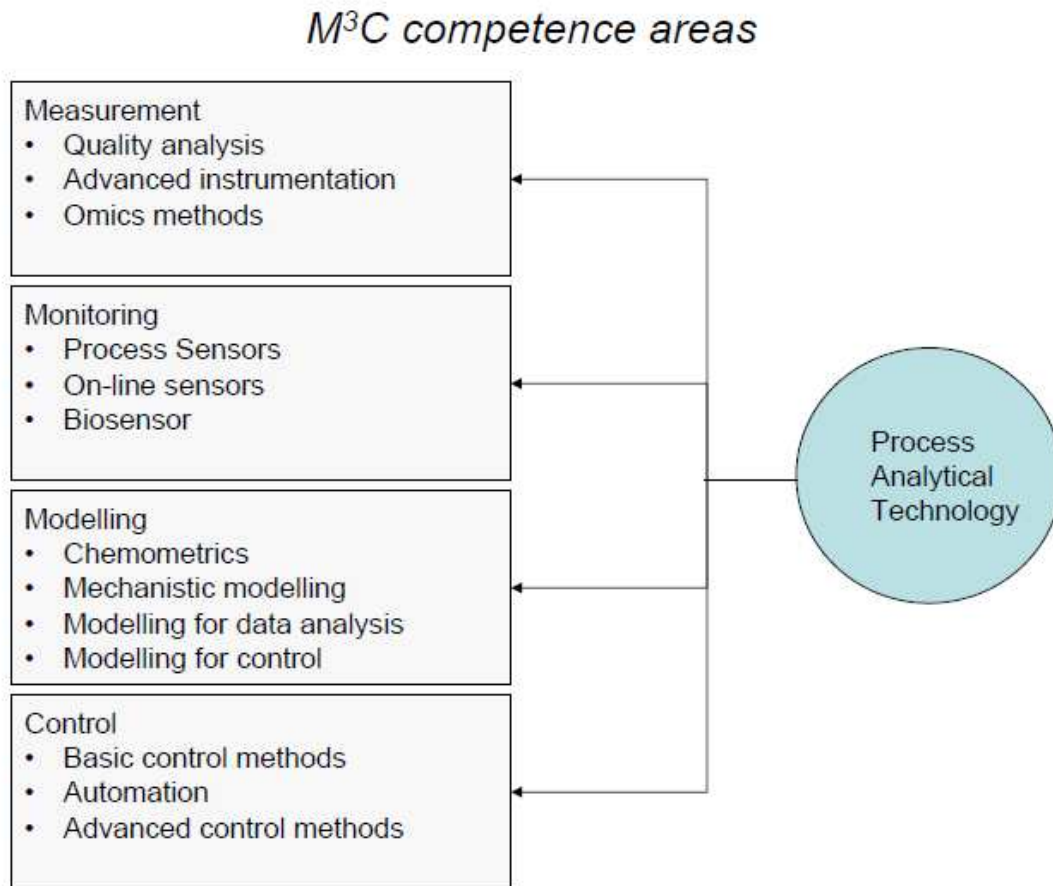 M³C competence areas
Measurement
• Quality analysis
• Advanced instrumentation
• Omics methods
Monitoring
• Process Sensors
• On-line sensors
• Biosensor
Modelling
• Chemometrics
• Mechanistic modelling
• Modelling for data analysis
• Modelling for control
Control
• Basic control methods
• Automation
• Advanced control methods
Process
Analytical
Technology